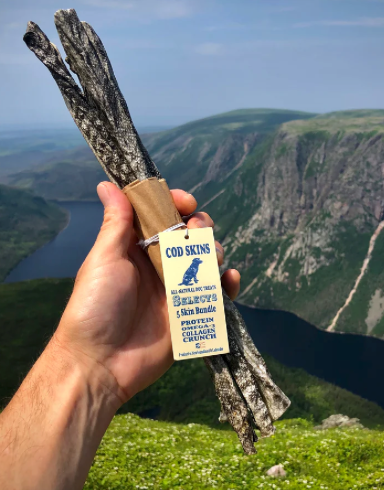 COD SKINS
ALL-NATURAL DOG TREATS
SELECTS
5 Skin Bundle
PROTEIN
OMEGA-3
COLLAGEN
CRUNCH